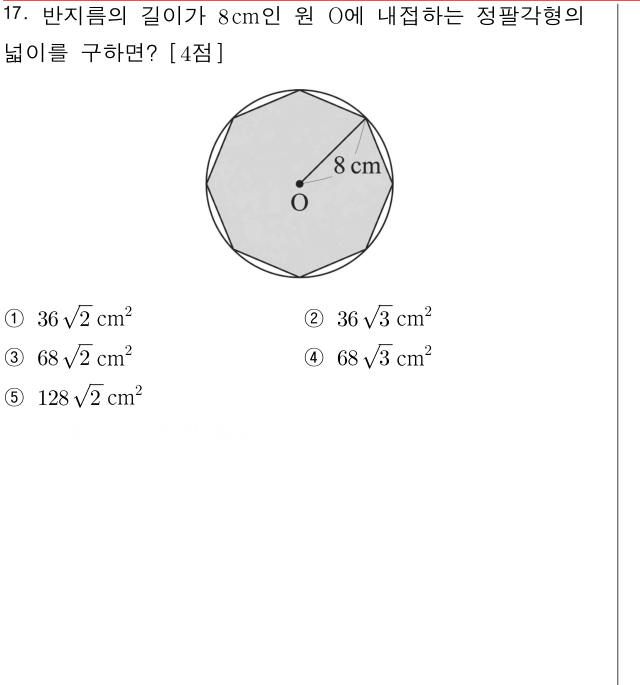 17. 반지름의 길이가 8cm인 원 O에 내접하는 정팔각형의
넓이를 구하면? [4점]
8 cm
O
① 36√2 cm²
② 36√3 cm²
③ 68√2 cm²
④ 68√3 cm²
⑤ 128√2 cm²